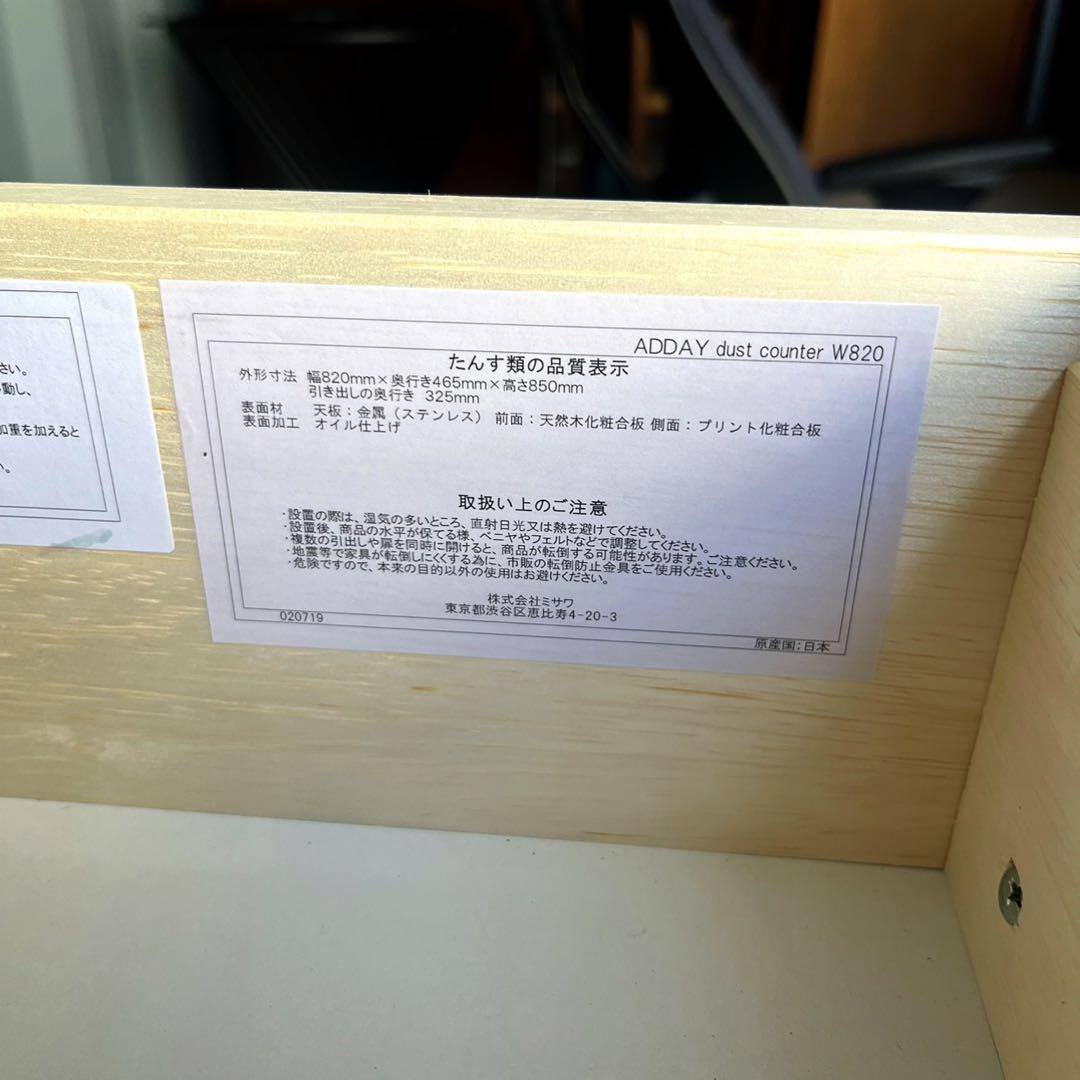 さい。
動し、
加重を加えると
い。
ADDAY dust counter W820
たんす類の品質表示
外形寸法 幅820mm×奥行き465mm×高さ850mm
引き出しの奥行き 325mm
表面材 天板：金属（ステンレス） 前面：天然木化粧合板 側面：プリント化粧合板
表面加工 オイル仕上げ
取扱い上のご注意
・設置の際は、湿気の多いところ、直射日光又は熱を避けてください。
・設置後、商品の水平が保てる様、ベニヤやフェルトなどで調整してください。
・複数の引出しや扉を同時に開けると、商品が転倒する可能性があります。ご注意ください。
・地震等で家具が転倒しにくくする為に、市販の転倒防止金具をご使用ください。
・危険ですので、本来の目的以外の使用はお避けください。
株式会社ミサワ
東京都渋谷区恵比寿4-20-3
020719
原産国：日本